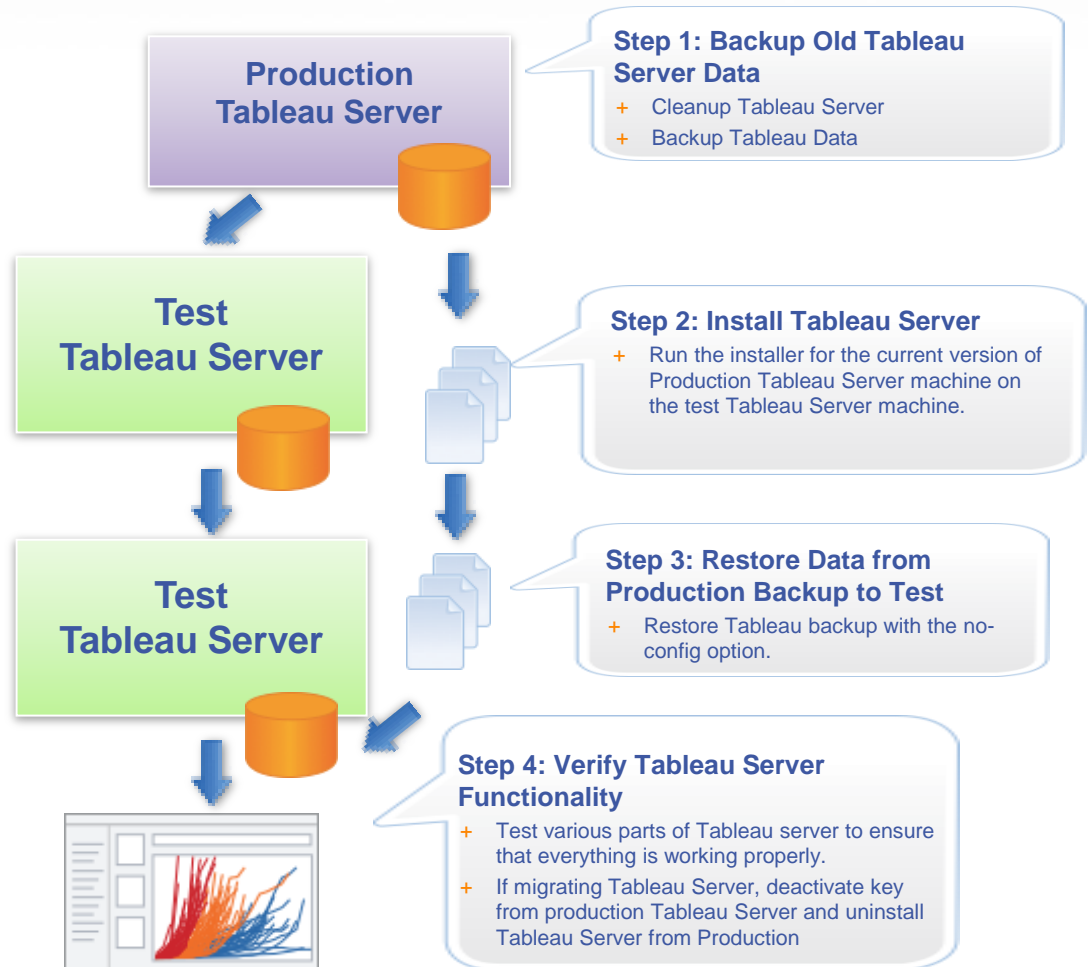 Production
Tableau Server
Step 1: Backup Old Tableau
Server Data
+ Cleanup Tableau Server
+ Backup Tableau Data
Test
Tableau Server
Step 2: Install Tableau Server
+ Run the installer for the current version of
Production Tableau Server machine on
the test Tableau Server machine.
Test
Tableau Server
Step 3: Restore Data from
Production Backup to Test
+ Restore Tableau backup with the no-
config option.
Step 4: Verify Tableau Server
Functionality
+ Test various parts of Tableau server to ensure
that everything is working properly.
+ If migrating Tableau Server, deactivate key
from production Tableau Server and uninstall
Tableau Server from Production